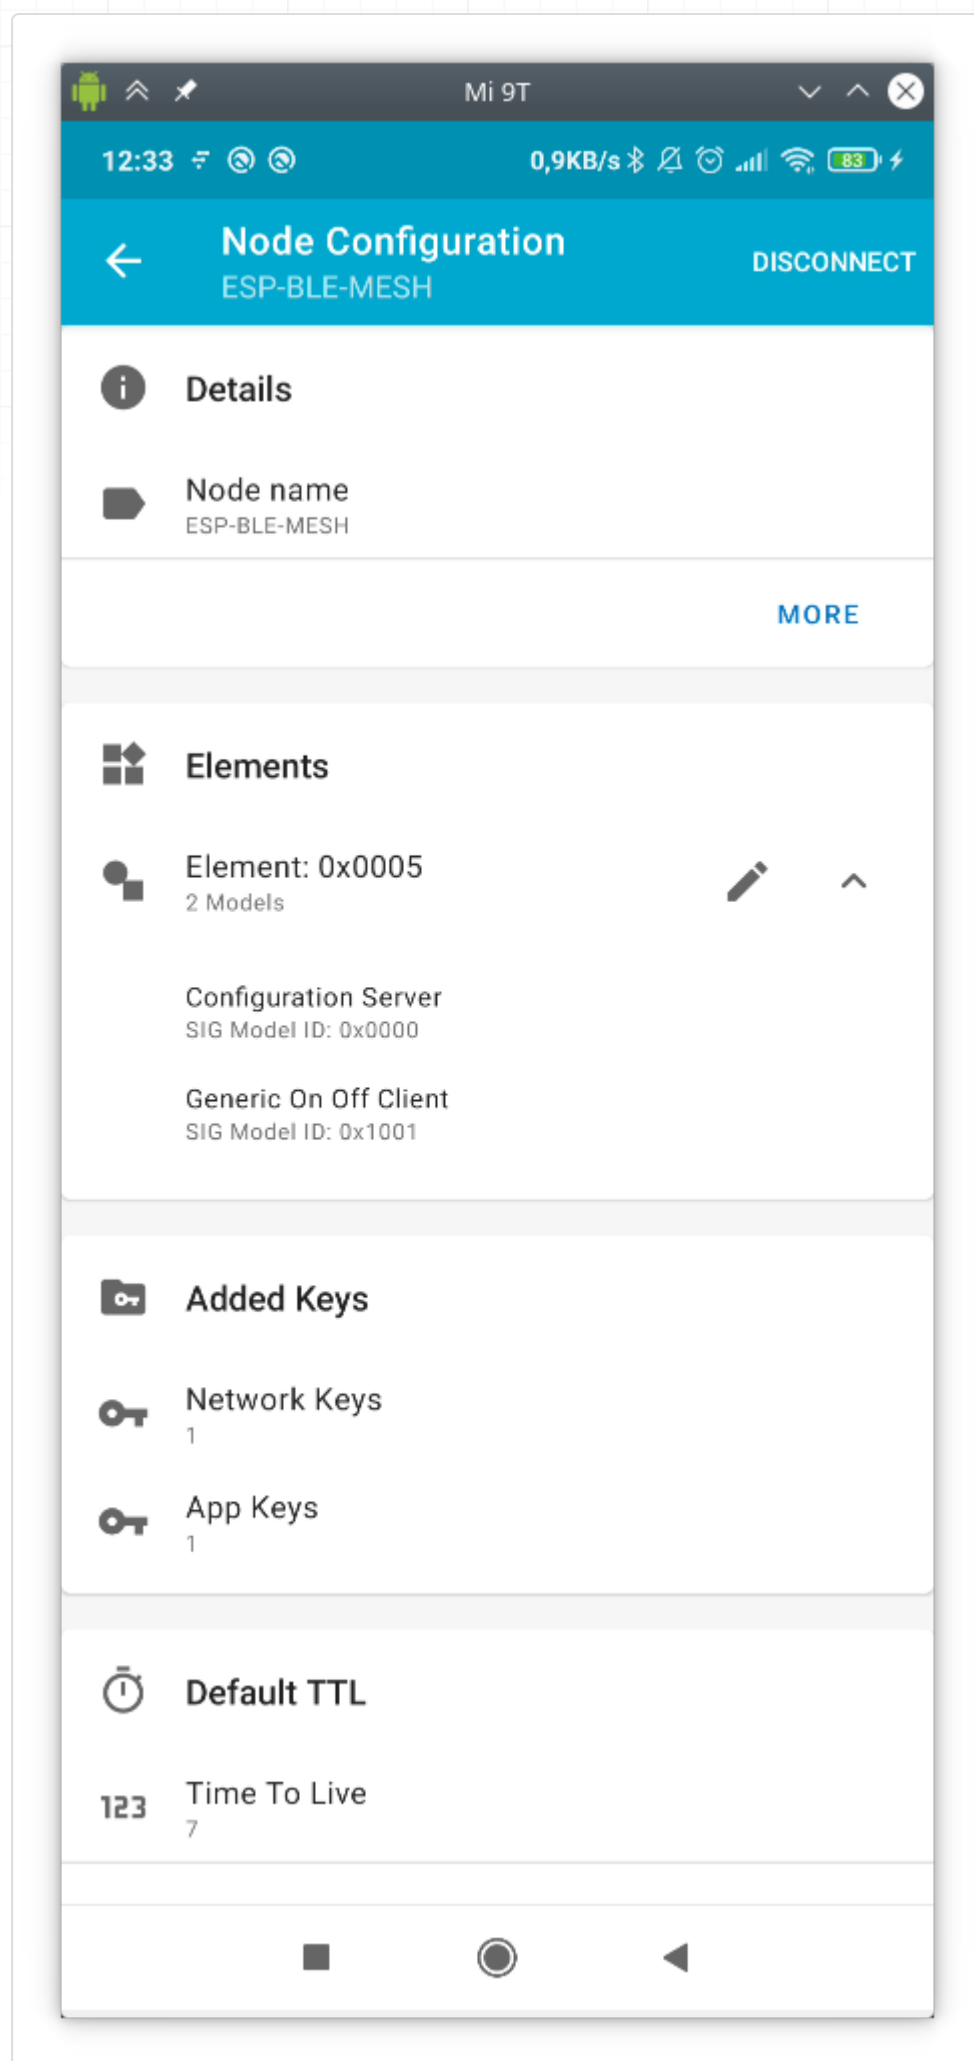 Mi 9T
12:33 0,9KB/s 83
Node Configuration
ESP-BLE-MESH
DISCONNECT
Details
Node name
ESP-BLE-MESH
MORE
Elements
Element: 0x0005
2 Models
Configuration Server
SIG Model ID: 0x0000
Generic On Off Client
SIG Model ID: 0x1001
Added Keys
Network Keys
1
App Keys
1
Default TTL
123
Time To Live
7